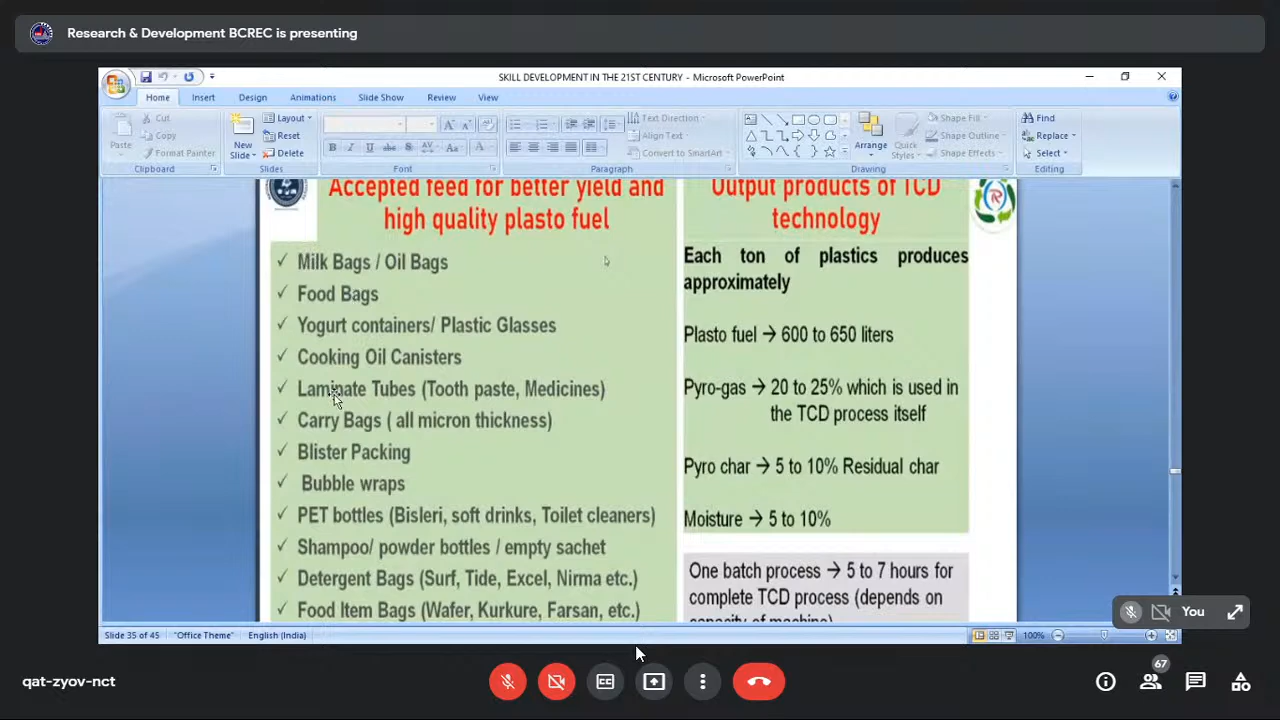 Research & Development BCREC is presenting
SKILL DEVELOPMENT IN THE 21ST CENTURY - Microsoft PowerPoint
Home Insert Design Animations Slide Show Review View
Paste Cut Copy Format Painter
Clipboard
New Slide Layout Reset Delete
Slides
Font
Text Direction Align Text Convert to SmartArt
Paragraph
Arrange Quick Styles Shape Fill Shape Outline Shape Effects
Drawing
Find Replace Select
Editing
Accepted feed for better yield and
high quality plasto fuel
✓ Milk Bags / Oil Bags
✓ Food Bags
✓ Yogurt containers/ Plastic Glasses
✓ Cooking Oil Canisters
✓ Laminate Tubes (Tooth paste, Medicines)
✓ Carry Bags ( all micron thickness)
✓ Blister Packing
✓ Bubble wraps
✓ PET bottles (Bisleri, soft drinks, Toilet cleaners)
✓ Shampoo/ powder bottles / empty sachet
✓ Detergent Bags (Surf, Tide, Excel, Nirma etc.)
✓ Food Item Bags (Wafer, Kurkure, Farsan, etc.)
Output products of TCD
technology
Each ton of plastics produces
approximately
Plasto fuel → 600 to 650 liters
Pyro-gas → 20 to 25% which is used in
the TCD process itself
Pyro char → 5 to 10% Residual char
Moisture → 5 to 10%
One batch process → 5 to 7 hours for
complete TCD process (depends on
capacity of machine)
You
Slide 35 of 45 "Office Theme" English (India) 100%
qat-zyov-nct
67